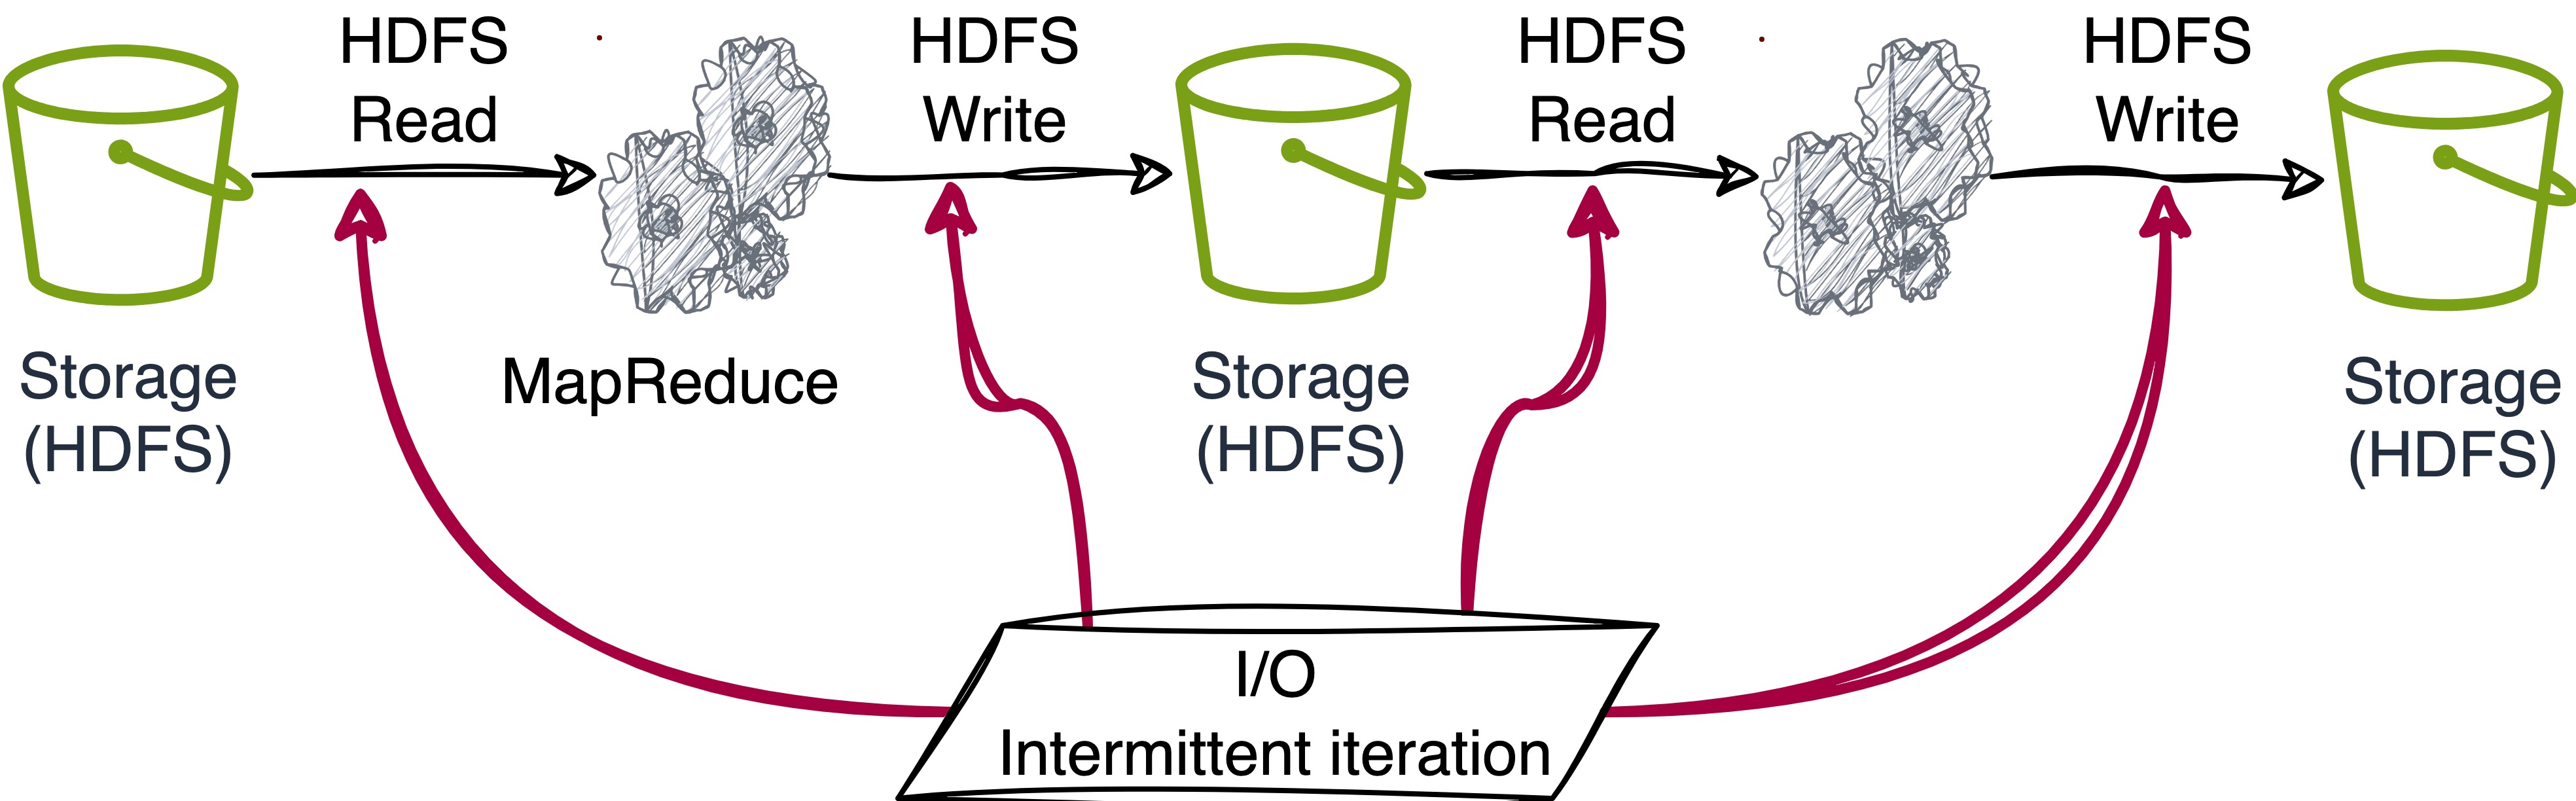 HDFS
Read
HDFS
Write
HDFS
Read
HDFS
Write
Storage
(HDFS)
MapReduce
Storage
(HDFS)
Storage
(HDFS)
I/O
Intermittent iteration